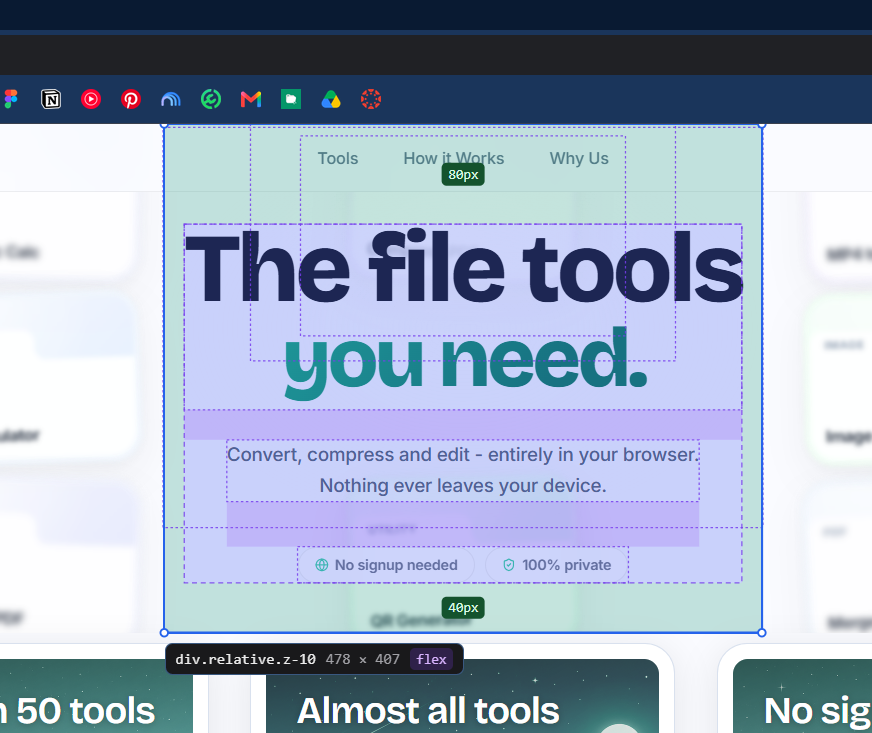 Tools How it Works Why Us
80px
The file tools
you need.
Convert, compress and edit - entirely in your browser.
Nothing ever leaves your device.
No signup needed 100% private
40px
QR Generator
div.relative.z-10 478 × 407 flex
50 tools Almost all tools No sig